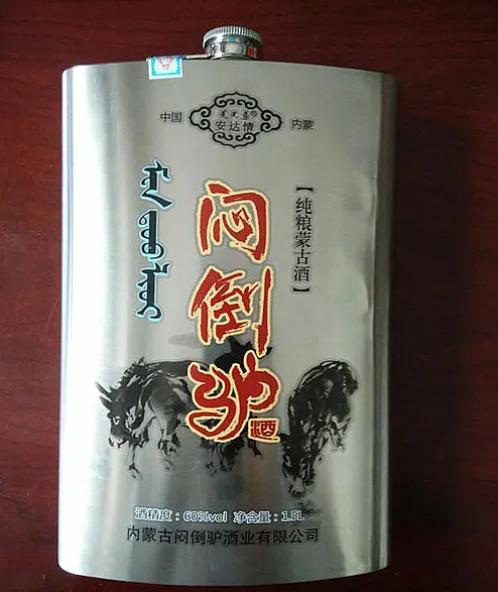 中国 安达情 内蒙
【纯粮蒙古酒】
闷倒驴
酒
酒精度：60%vol 净含量：1.5L
内蒙古闷倒驴酒业有限公司